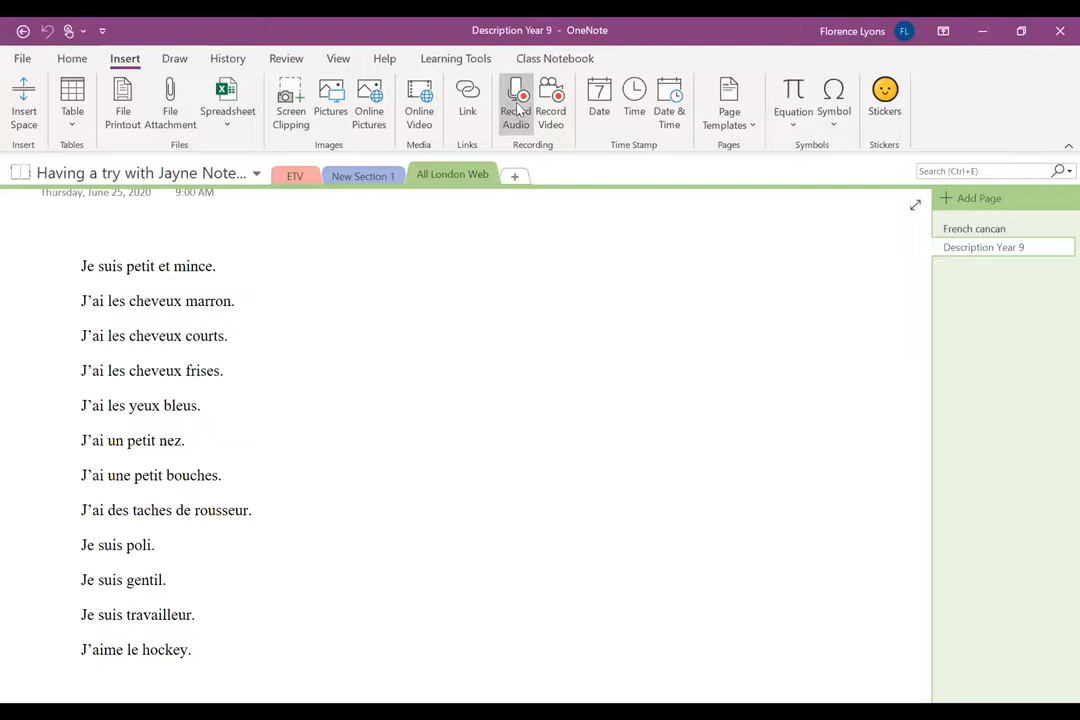 Description Year 9 - OneNote
Florence Lyons FL
File Home Insert Draw History Review View Help Learning Tools Class Notebook
Insert Space
Table
File Printout
File Attachment
Spreadsheet
Screen Clipping
Pictures
Online Pictures
Online Video
Link
Record Audio
Record Video
Date
Time
Date & Time
Page Templates
Equation
Symbol
Stickers
Insert Tables Files Images Media Links Recording Time Stamp Pages Symbols Stickers
Having a try with Jayne Note... ETV New Section 1 All London Web
Search (Ctrl+E)
Thursday, June 25, 2020 9:00 AM
Add Page
French cancan
Description Year 9
Je suis petit et mince.
J'ai les cheveux marron.
J'ai les cheveux courts.
J'ai les cheveux frises.
J'ai les yeux bleus.
J'ai un petit nez.
J'ai une petit bouches.
J'ai des taches de rousseur.
Je suis poli.
Je suis gentil.
Je suis travailleur.
J'aime le hockey.